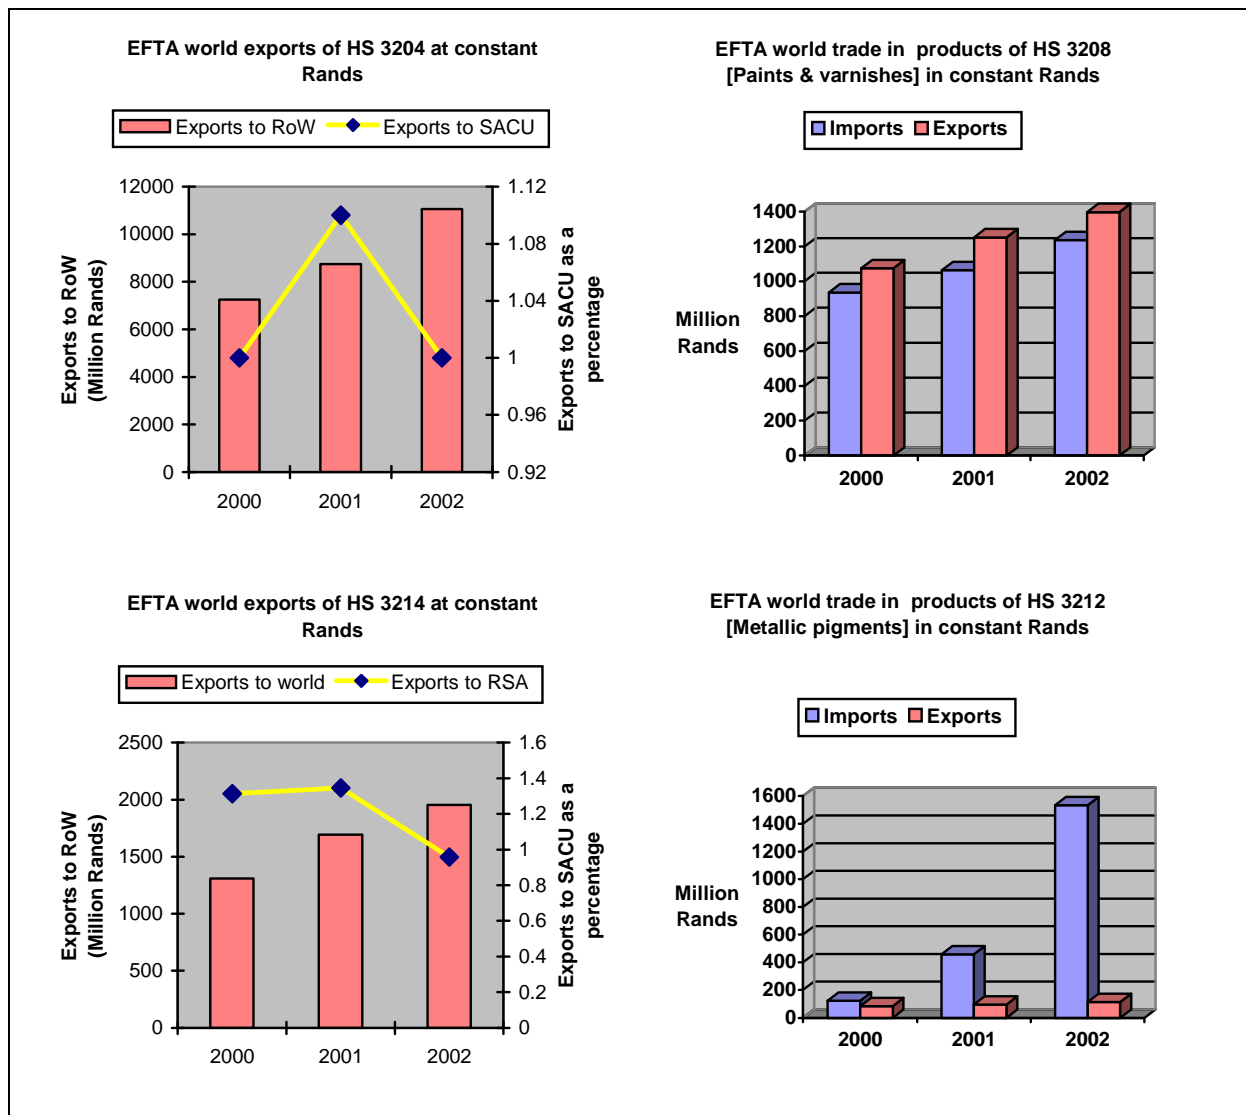 EFTA world exports of HS 3204 at constant
Rands
Exports to RoW
Exports to SACU
12000
10000
8000
6000
4000
2000
0
1.12
1.08
1.04
1
0.96
0.92
Exports to RoW
(Million Rands)
Exports to SACU as a
percentage
2000
2001
2002
EFTA world trade in products of HS 3208
[Paints & varnishes] in constant Rands
Imports
Exports
1400
1200
1000
800
600
400
200
0
Million
Rands
2000
2001
2002
EFTA world exports of HS 3214 at constant
Rands
Exports to world
Exports to RSA
2500
2000
1500
1000
500
0
1.6
1.4
1.2
1
0.8
0.6
0.4
0.2
0
Exports to RoW
(Million Rands)
Exports to SACU as a
percentage
2000
2001
2002
EFTA world trade in products of HS 3212
[Metallic pigments] in constant Rands
Imports
Exports
1600
1400
1200
1000
800
600
400
200
0
Million
Rands
2000
2001
2002